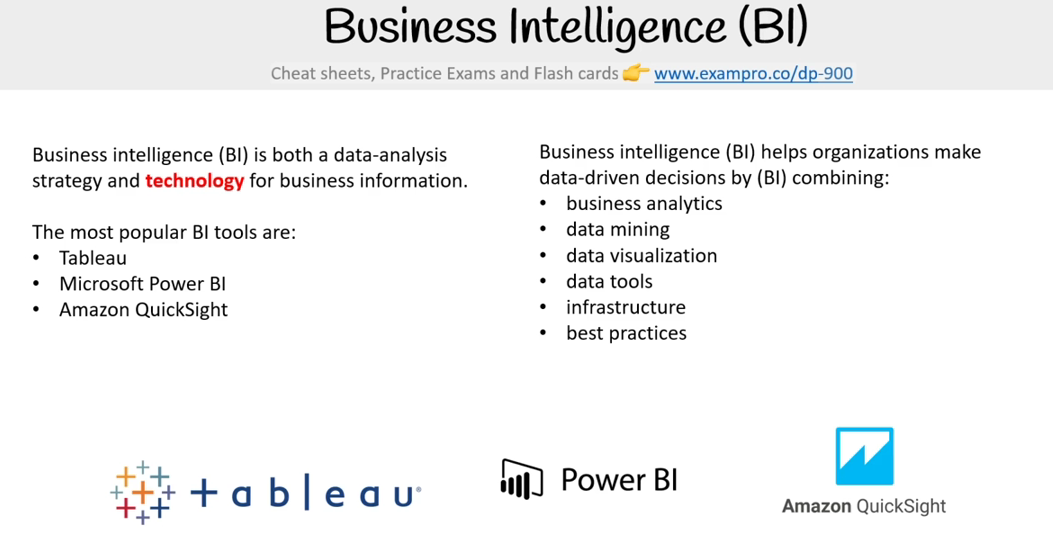 Business Intelligence (BI)
Cheat sheets, Practice Exams and Flash cards 👉 www.exampro.co/dp-900
Business intelligence (BI) is both a data-analysis
strategy and technology for business information.
The most popular BI tools are:
• Tableau
• Microsoft Power BI
• Amazon QuickSight
Business intelligence (BI) helps organizations make
data-driven decisions by (BI) combining:
• business analytics
• data mining
• data visualization
• data tools
• infrastructure
• best practices
+ableau®
Power BI
Amazon QuickSight